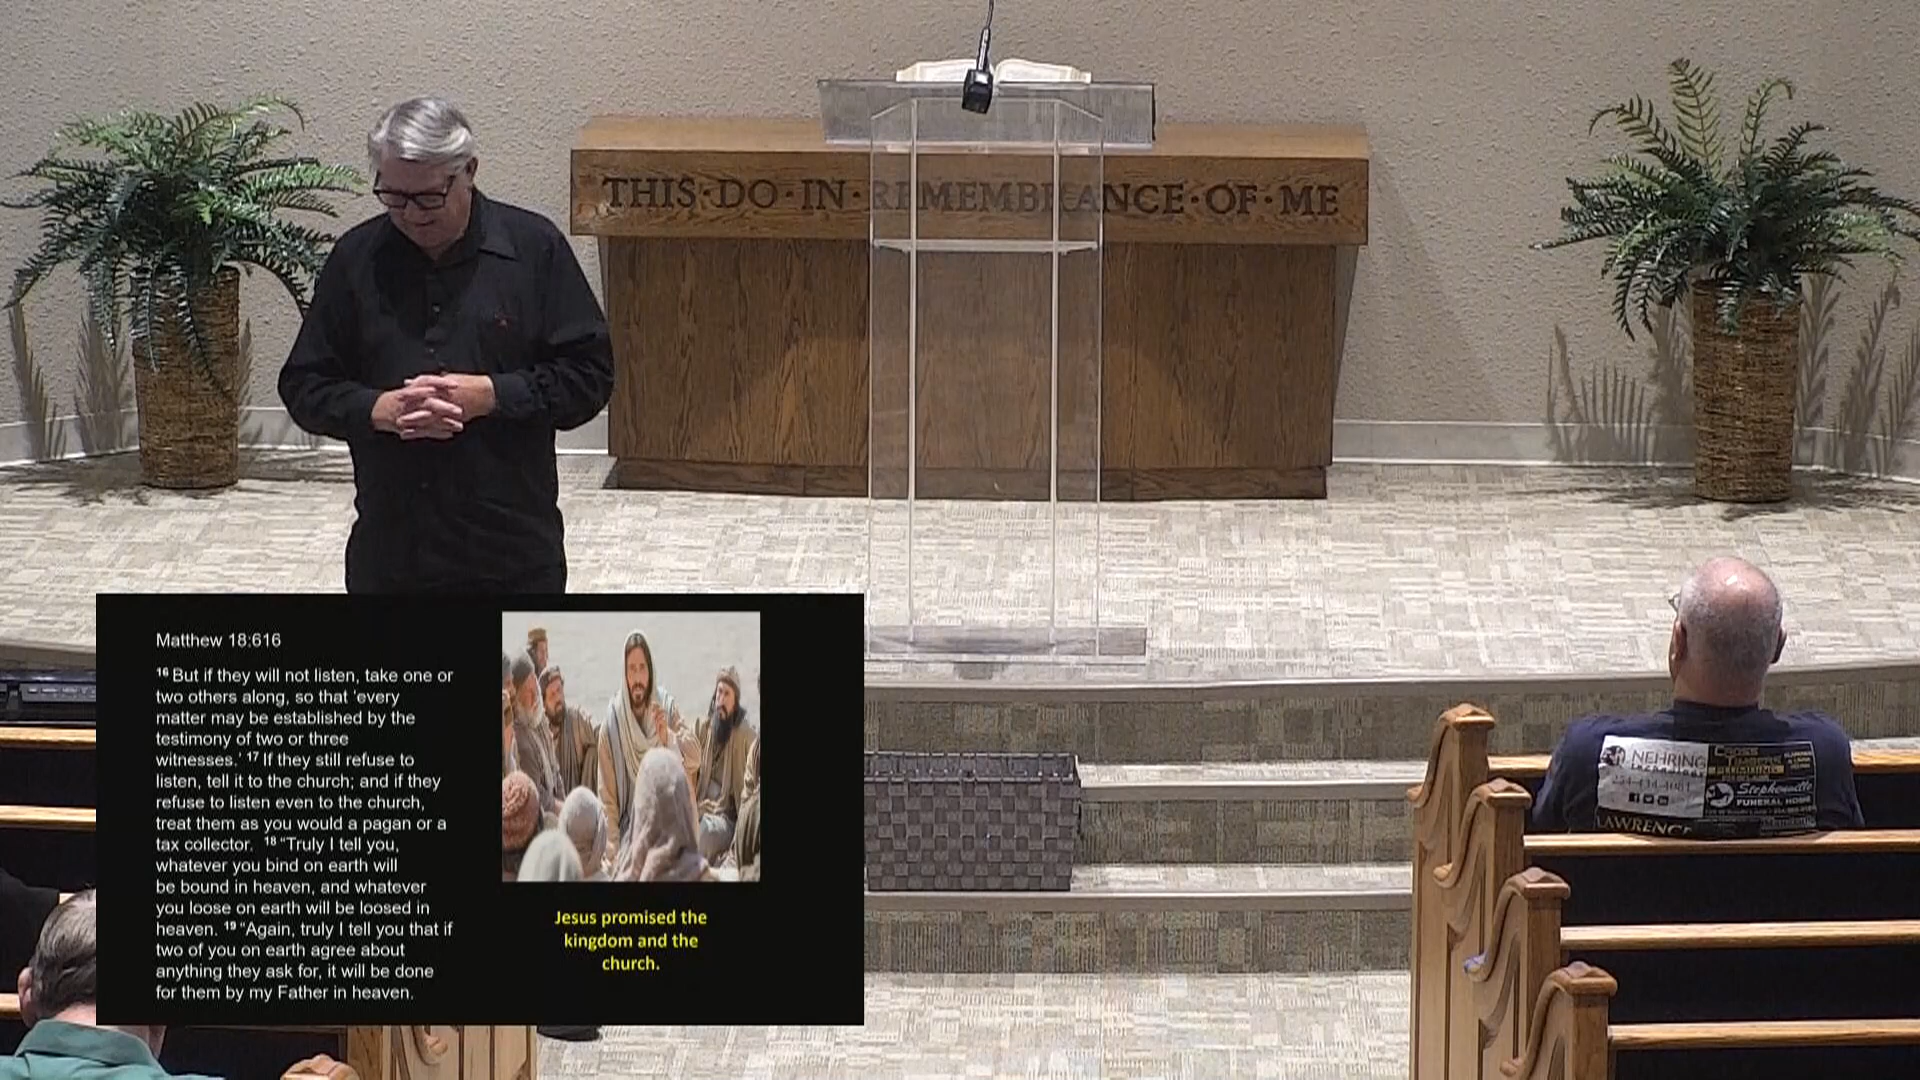 THIS·DO·IN·REMEMBRANCE·OF·ME
Matthew 18:616
16 But if they will not listen, take one or
two others along, so that 'every
matter may be established by the
testimony of two or three
witnesses.' 17 If they still refuse to
listen, tell it to the church; and if they
refuse to listen even to the church,
treat them as you would a pagan or a
tax collector. 18 "Truly I tell you,
whatever you bind on earth will
be bound in heaven, and whatever
you loose on earth will be loosed in
heaven. 19 "Again, truly I tell you that if
two of you on earth agree about
anything they ask for, it will be done
for them by my Father in heaven.
Jesus promised the
kingdom and the
church.
NEHRING
CROSS
TIMBERS
Stephenville
FUNERAL HOME
LAWRENCE